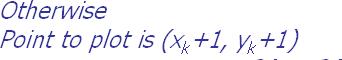 Otherwise
Point to plot is (xₖ+1, yₖ+1)